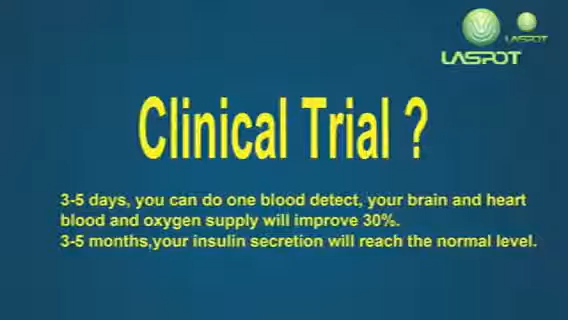 LASPOT
LASPOT
Clinical Trial ?
3-5 days, you can do one blood detect, your brain and heart
blood and oxygen supply will improve 30%.
3-5 months,your insulin secretion will reach the normal level.